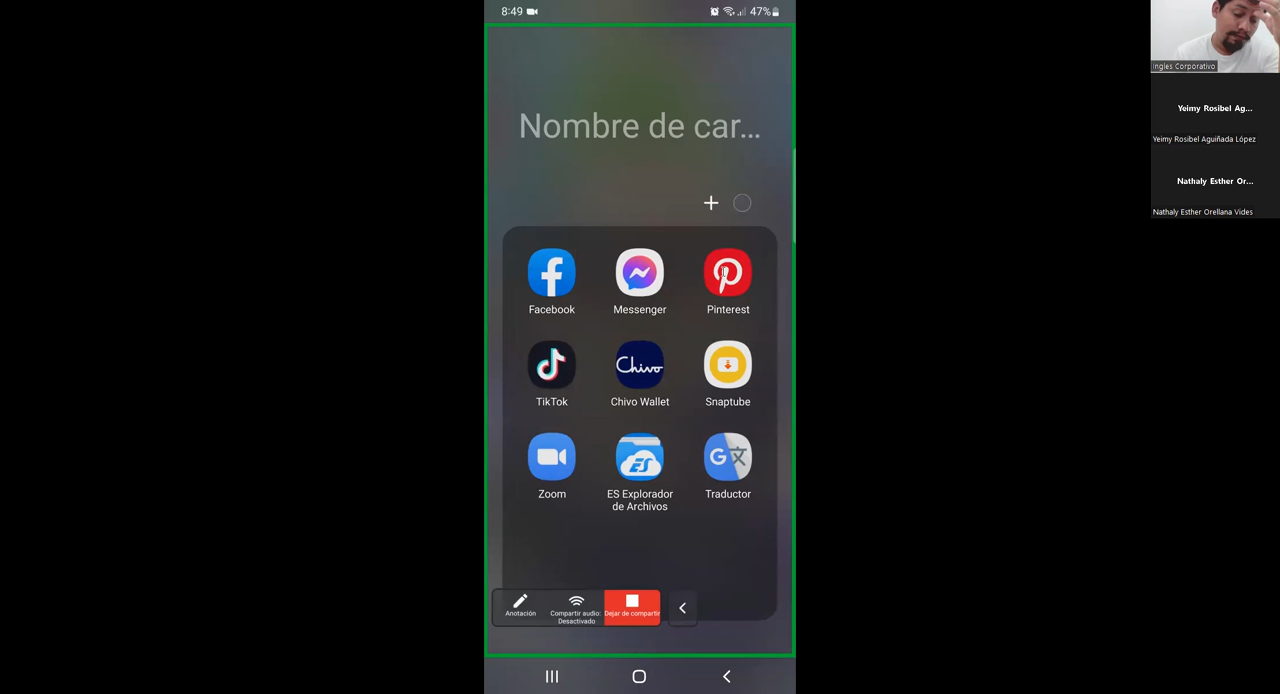 8:49
47%
Nombre de car...
Facebook
Messenger
Pinterest
TikTok
Chivo
Chivo Wallet
Snaptube
Zoom
ES
ES Explorador
de Archivos
G文
Traductor
Anotación
Compartir audio:
Desactivado
Dejar de compartir
Ingles Corporativo
Yeimy Rosibel Ag...
Yeimy Rosibel Aguiñada López
Nathaly Esther Or...
Nathaly Esther Orellana Vides